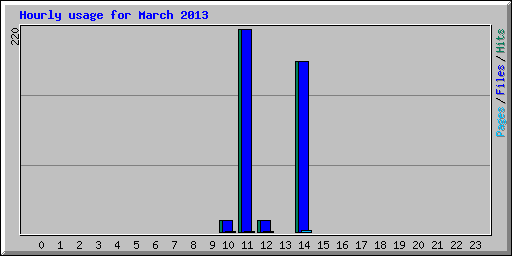 Hourly usage for March 2013
220
Pages/Files/Hits
0 1 2 3 4 5 6 7 8 9 10 11 12 13 14 15 16 17 18 19 20 21 22 23